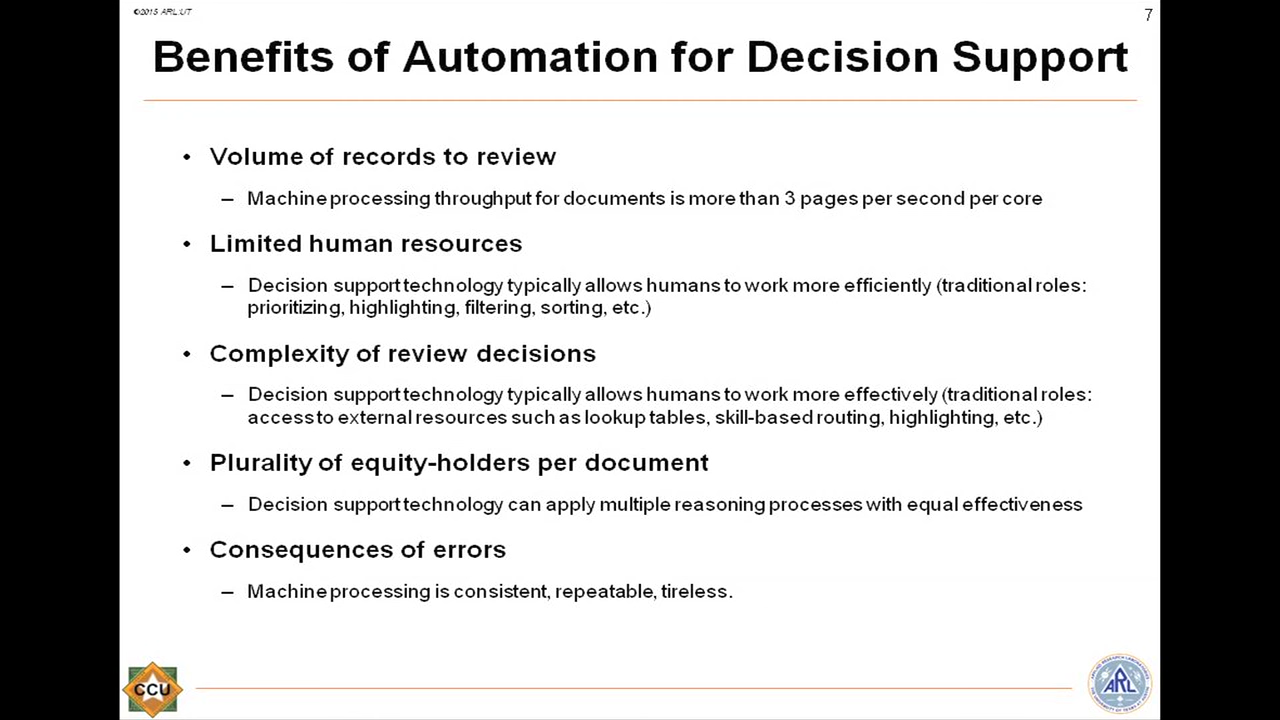 ©2015 ARL:UT
7
Benefits of Automation for Decision Support
• Volume of records to review
– Machine processing throughput for documents is more than 3 pages per second per core
• Limited human resources
– Decision support technology typically allows humans to work more efficiently (traditional roles:
prioritizing, highlighting, filtering, sorting, etc.)
• Complexity of review decisions
– Decision support technology typically allows humans to work more effectively (traditional roles:
access to external resources such as lookup tables, skill-based routing, highlighting, etc.)
• Plurality of equity-holders per document
– Decision support technology can apply multiple reasoning processes with equal effectiveness
• Consequences of errors
– Machine processing is consistent, repeatable, tireless.
CCU
ARL